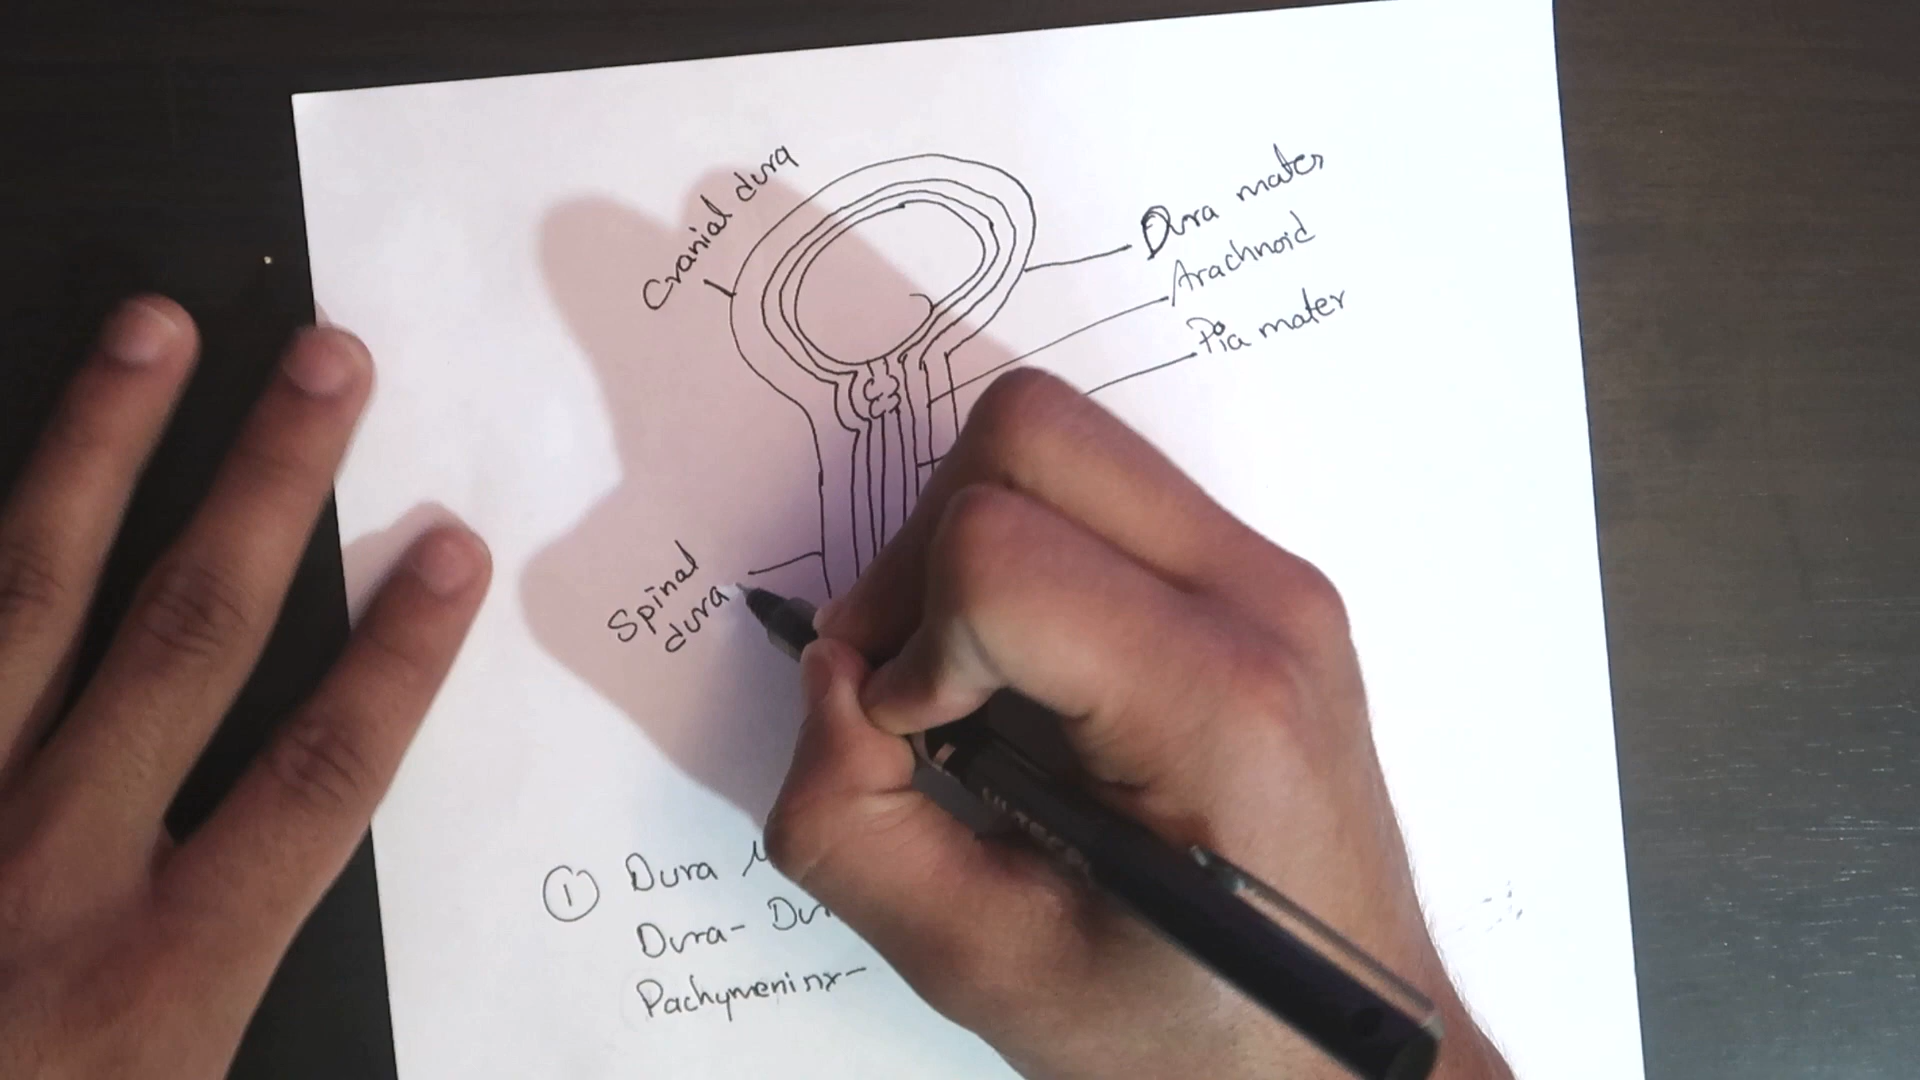 Cranial dura
Dura mater
Arachnoid
Pia mater
Spinal
dura
1 Dura
Dura-
Pachymeninx-